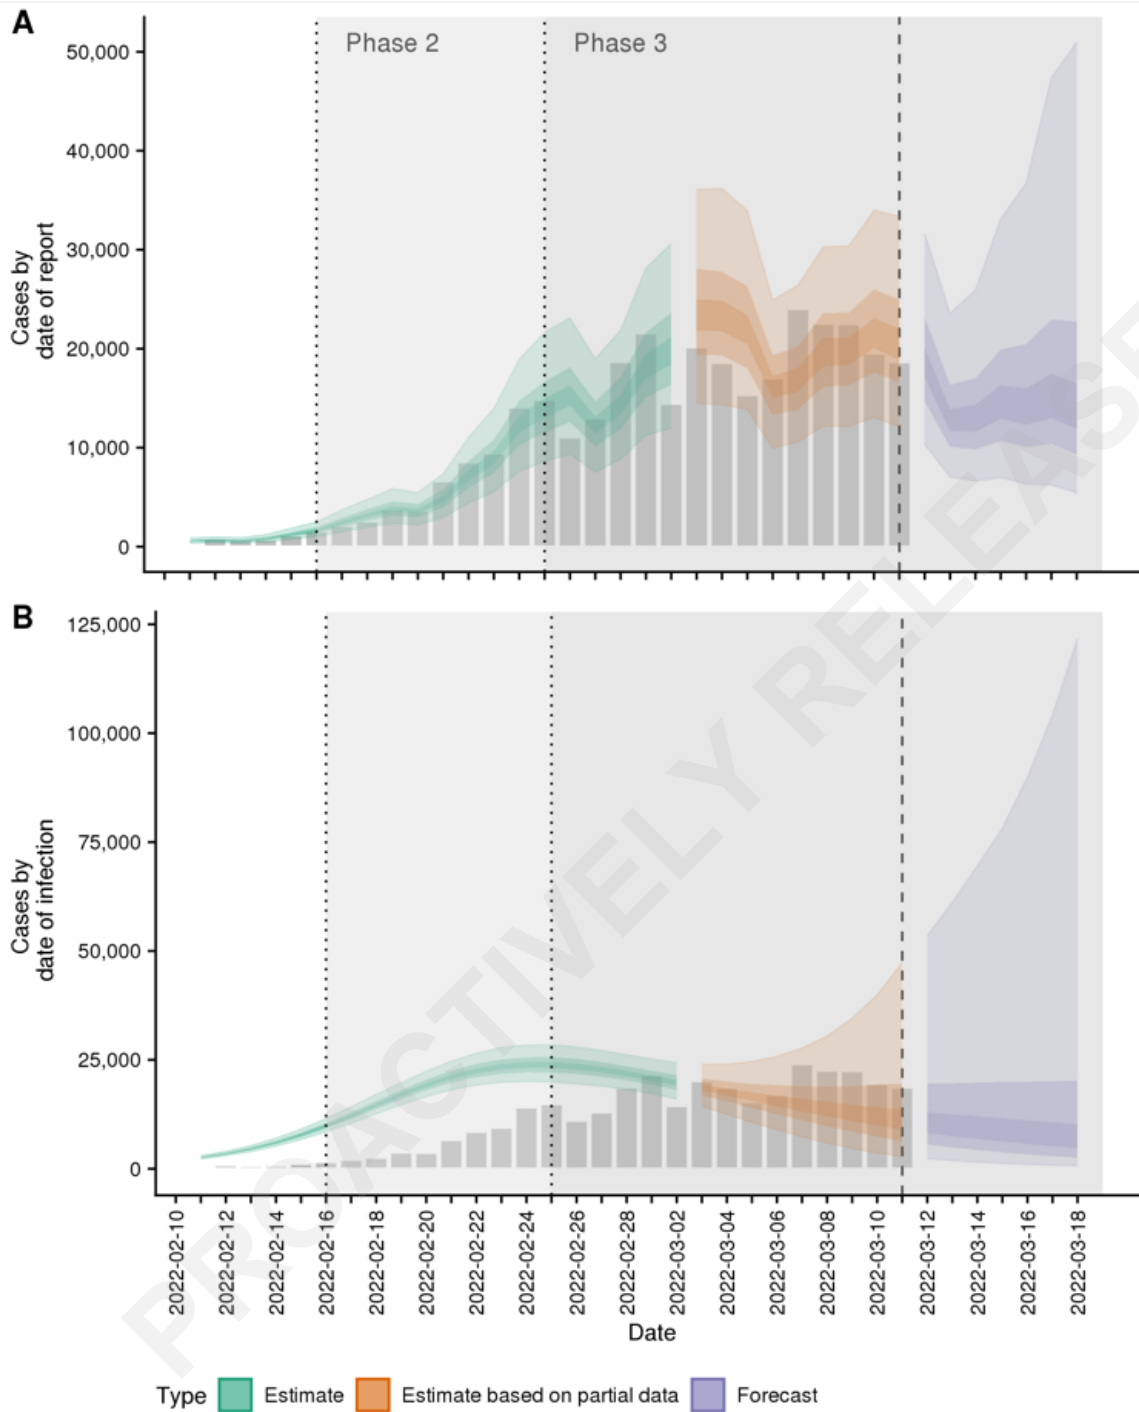 A
Phase 2
Phase 3
50,000
40,000
30,000
20,000
10,000
0
Cases by
date of report
B
125,000
100,000
75,000
50,000
25,000
0
Cases by
date of infection
2022-02-10
2022-02-12
2022-02-14
2022-02-16
2022-02-18
2022-02-20
2022-02-22
2022-02-24
2022-02-26
2022-02-28
2022-03-02
2022-03-04
2022-03-06
2022-03-08
2022-03-10
2022-03-12
2022-03-14
2022-03-16
2022-03-18
Date
Type
Estimate
Estimate based on partial data
Forecast
PROACTIVELY RELEASE